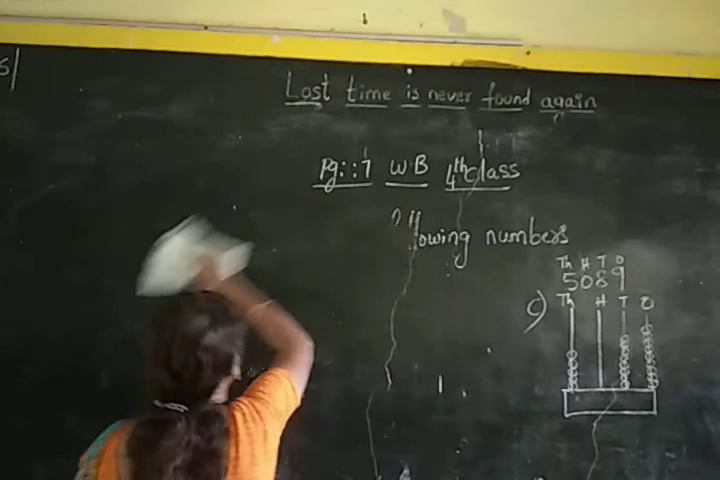 Lost time is never found again
Pg::7 W.B 4th class
llowing numbers
Th H T O
5089
c) Th H T O